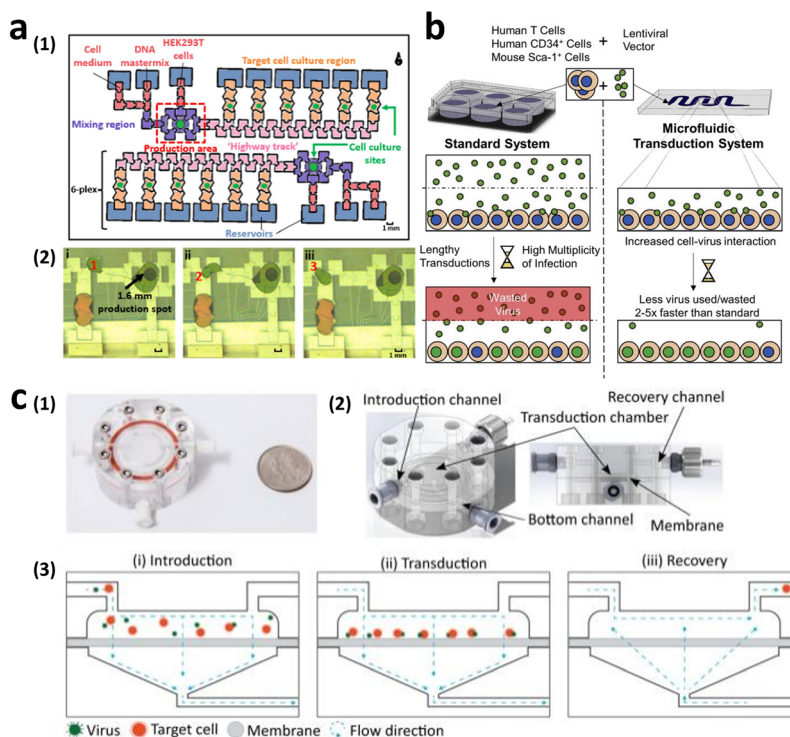 a
(1)
Cell
medium
DNA
mastermix
HEK293T
cells
Target cell culture region
Mixing region
Production area
'Highway track'
Cell culture
sites
6-plex
Reservoirs
1 mm
(2)
i
1
1.6 mm
production spot
ii
2
iii
3
1 mm
b
Human T Cells
Human CD34⁺ Cells
Mouse Sca-1⁺ Cells
+
Lentiviral
Vector
+
Standard System
Microfluidic
Transduction System
Increased cell-virus interaction
Lengthy
Transductions
High Multiplicity
of Infection
Less virus used/wasted
2-5x faster than standard
Wasted
Virus
c
(1)
(2)
Introduction channel
Transduction chamber
Recovery channel
Bottom channel
Membrane
(3)
(i) Introduction
(ii) Transduction
(iii) Recovery
Virus
Target cell
Membrane
Flow direction